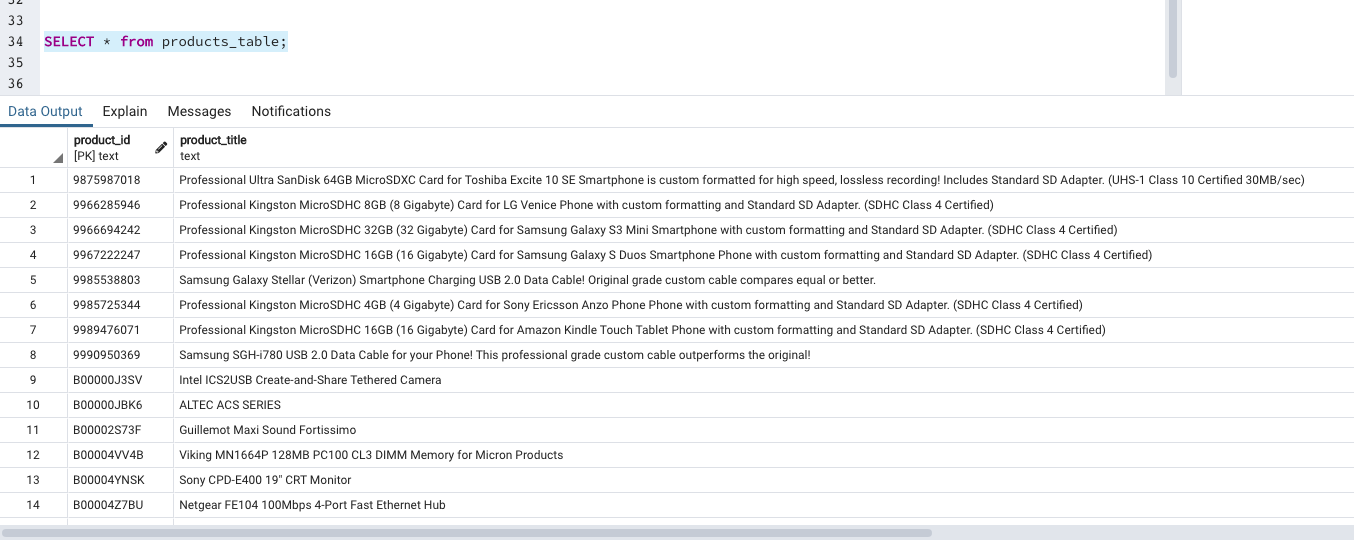 32
33
34 SELECT * from products_table;
35
36
Data Output Explain Messages Notifications
product_id product_title
[PK] text text
1 9875987018 Professional Ultra SanDisk 64GB MicroSDXC Card for Toshiba Excite 10 SE Smartphone is custom formatted for high speed, lossless recording! Includes Standard SD Adapter. (UHS-1 Class 10 Certified 30MB/sec)
2 9966285946 Professional Kingston MicroSDHC 8GB (8 Gigabyte) Card for LG Venice Phone with custom formatting and Standard SD Adapter. (SDHC Class 4 Certified)
3 9966694242 Professional Kingston MicroSDHC 32GB (32 Gigabyte) Card for Samsung Galaxy S3 Mini Smartphone with custom formatting and Standard SD Adapter. (SDHC Class 4 Certified)
4 9967222247 Professional Kingston MicroSDHC 16GB (16 Gigabyte) Card for Samsung Galaxy S Duos Smartphone Phone with custom formatting and Standard SD Adapter. (SDHC Class 4 Certified)
5 9985538803 Samsung Galaxy Stellar (Verizon) Smartphone Charging USB 2.0 Data Cable! Original grade custom cable compares equal or better.
6 9985725344 Professional Kingston MicroSDHC 4GB (4 Gigabyte) Card for Sony Ericsson Anzo Phone Phone with custom formatting and Standard SD Adapter. (SDHC Class 4 Certified)
7 9989476071 Professional Kingston MicroSDHC 16GB (16 Gigabyte) Card for Amazon Kindle Touch Tablet Phone with custom formatting and Standard SD Adapter. (SDHC Class 4 Certified)
8 9990950369 Samsung SGH-i780 USB 2.0 Data Cable for your Phone! This professional grade custom cable outperforms the original!
9 B00000J3SV Intel ICS2USB Create-and-Share Tethered Camera
10 B00000JBK6 ALTEC ACS SERIES
11 B00002S73F Guillemot Maxi Sound Fortissimo
12 B00004VV4B Viking MN1664P 128MB PC100 CL3 DIMM Memory for Micron Products
13 B00004YNSK Sony CPD-E400 19" CRT Monitor
14 B00004Z7BU Netgear FE104 100Mbps 4-Port Fast Ethernet Hub